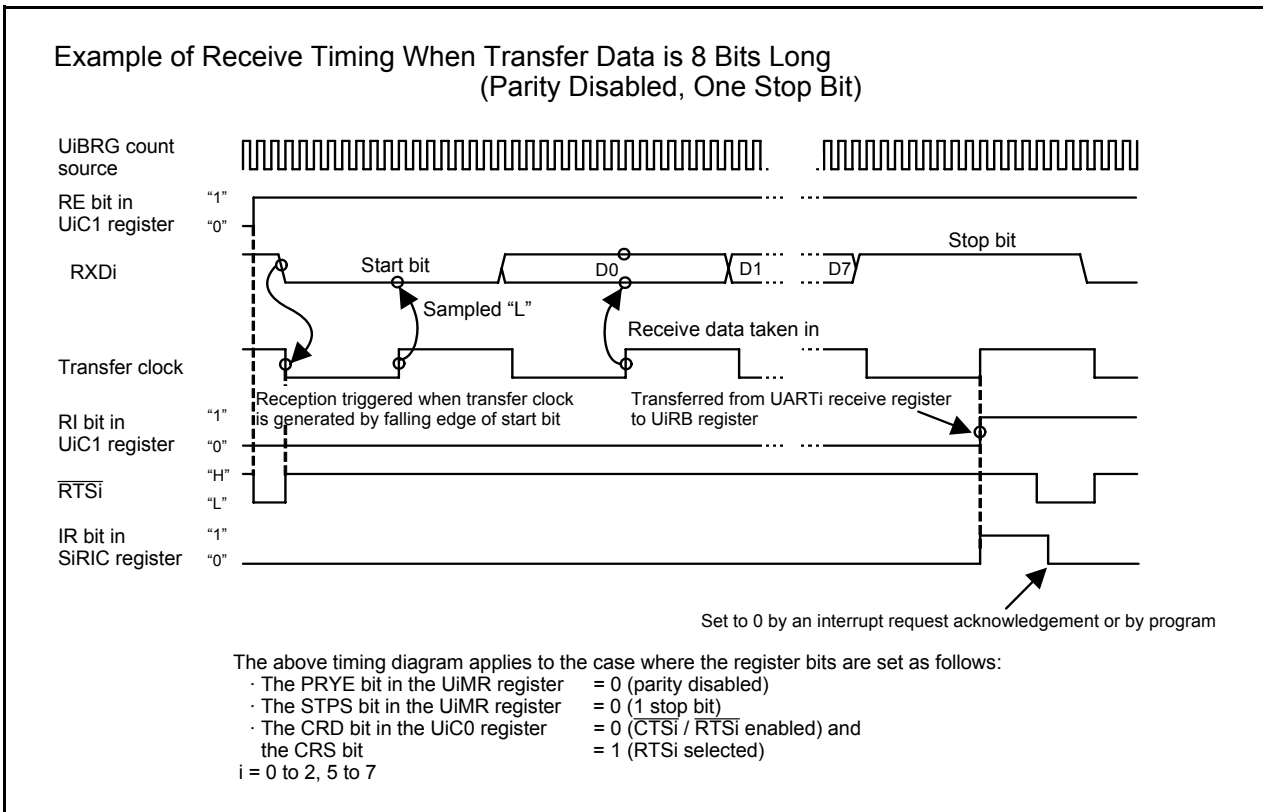 Example of Receive Timing When Transfer Data is 8 Bits Long
(Parity Disabled, One Stop Bit)
UiBRG count
source
RE bit in
UiC1 register
“1”
“0”
RXDi
Start bit
D0
D1
D7
Stop bit
Sampled “L”
Receive data taken in
Transfer clock
Reception triggered when transfer clock
is generated by falling edge of start bit
Transferred from UARTi receive register
to UiRB register
RI bit in
UiC1 register
“1”
“0”
RTSi
“H”
“L”
IR bit in
SiRIC register
“1”
“0”
Set to 0 by an interrupt request acknowledgement or by program
The above timing diagram applies to the case where the register bits are set as follows:
· The PRYE bit in the UiMR register = 0 (parity disabled)
· The STPS bit in the UiMR register = 0 (1 stop bit)
· The CRD bit in the UiC0 register = 0 (CTSi / RTSi enabled) and
the CRS bit = 1 (RTSi selected)
i = 0 to 2, 5 to 7